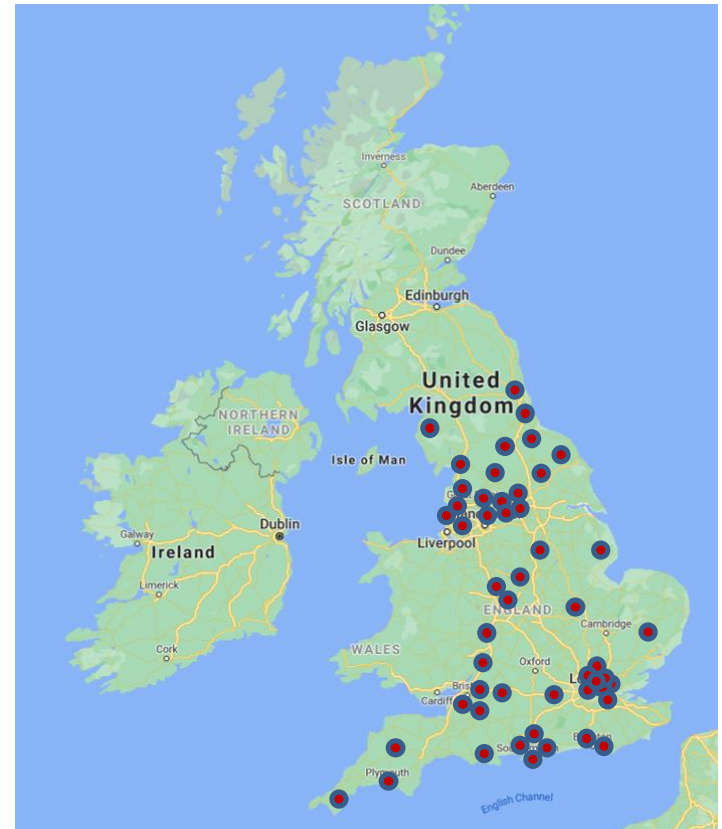 Inverness
Aberdeen
SCOTLAND
Dundee
Edinburgh
Glasgow
United
Kingdom
NORTHERN
IRELAND
Isle of Man
Dublin
Galway
Ireland
Liverpool
Limerick
ENGLAND
Cambridge
Cork
WALES
Oxford
Cardiff
Plymouth
English Channel